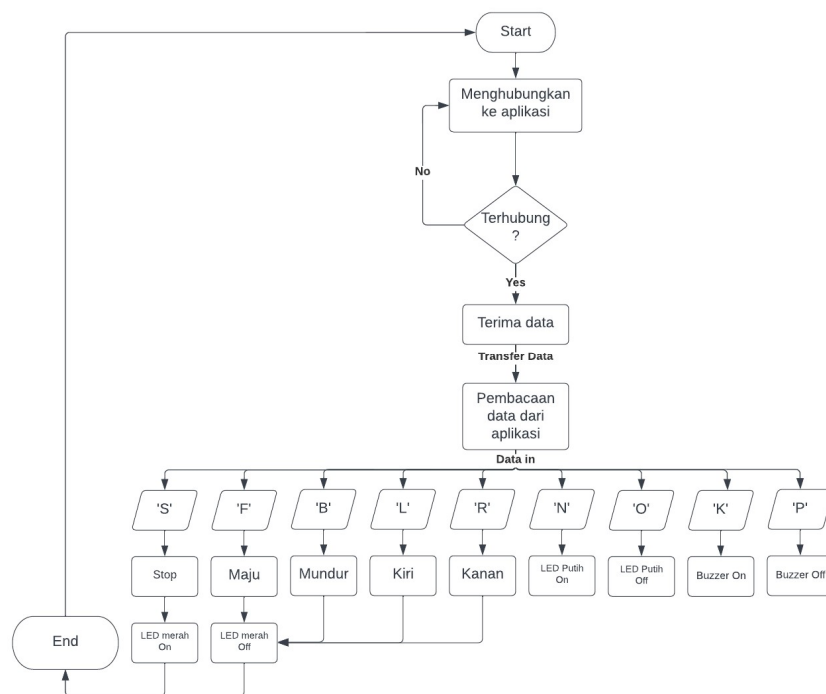 Start
Menghubungkan
ke aplikasi
No
Terhubung
?
Yes
Terima data
Transfer Data
Pembacaan
data dari
aplikasi
Data in
'S'
'F'
'B'
'L'
'R'
'N'
'O'
'K'
'P'
Stop
Maju
Mundur
Kiri
Kanan
LED Putih
On
LED Putih
Off
Buzzer On
Buzzer Off
End
LED merah
On
LED merah
Off